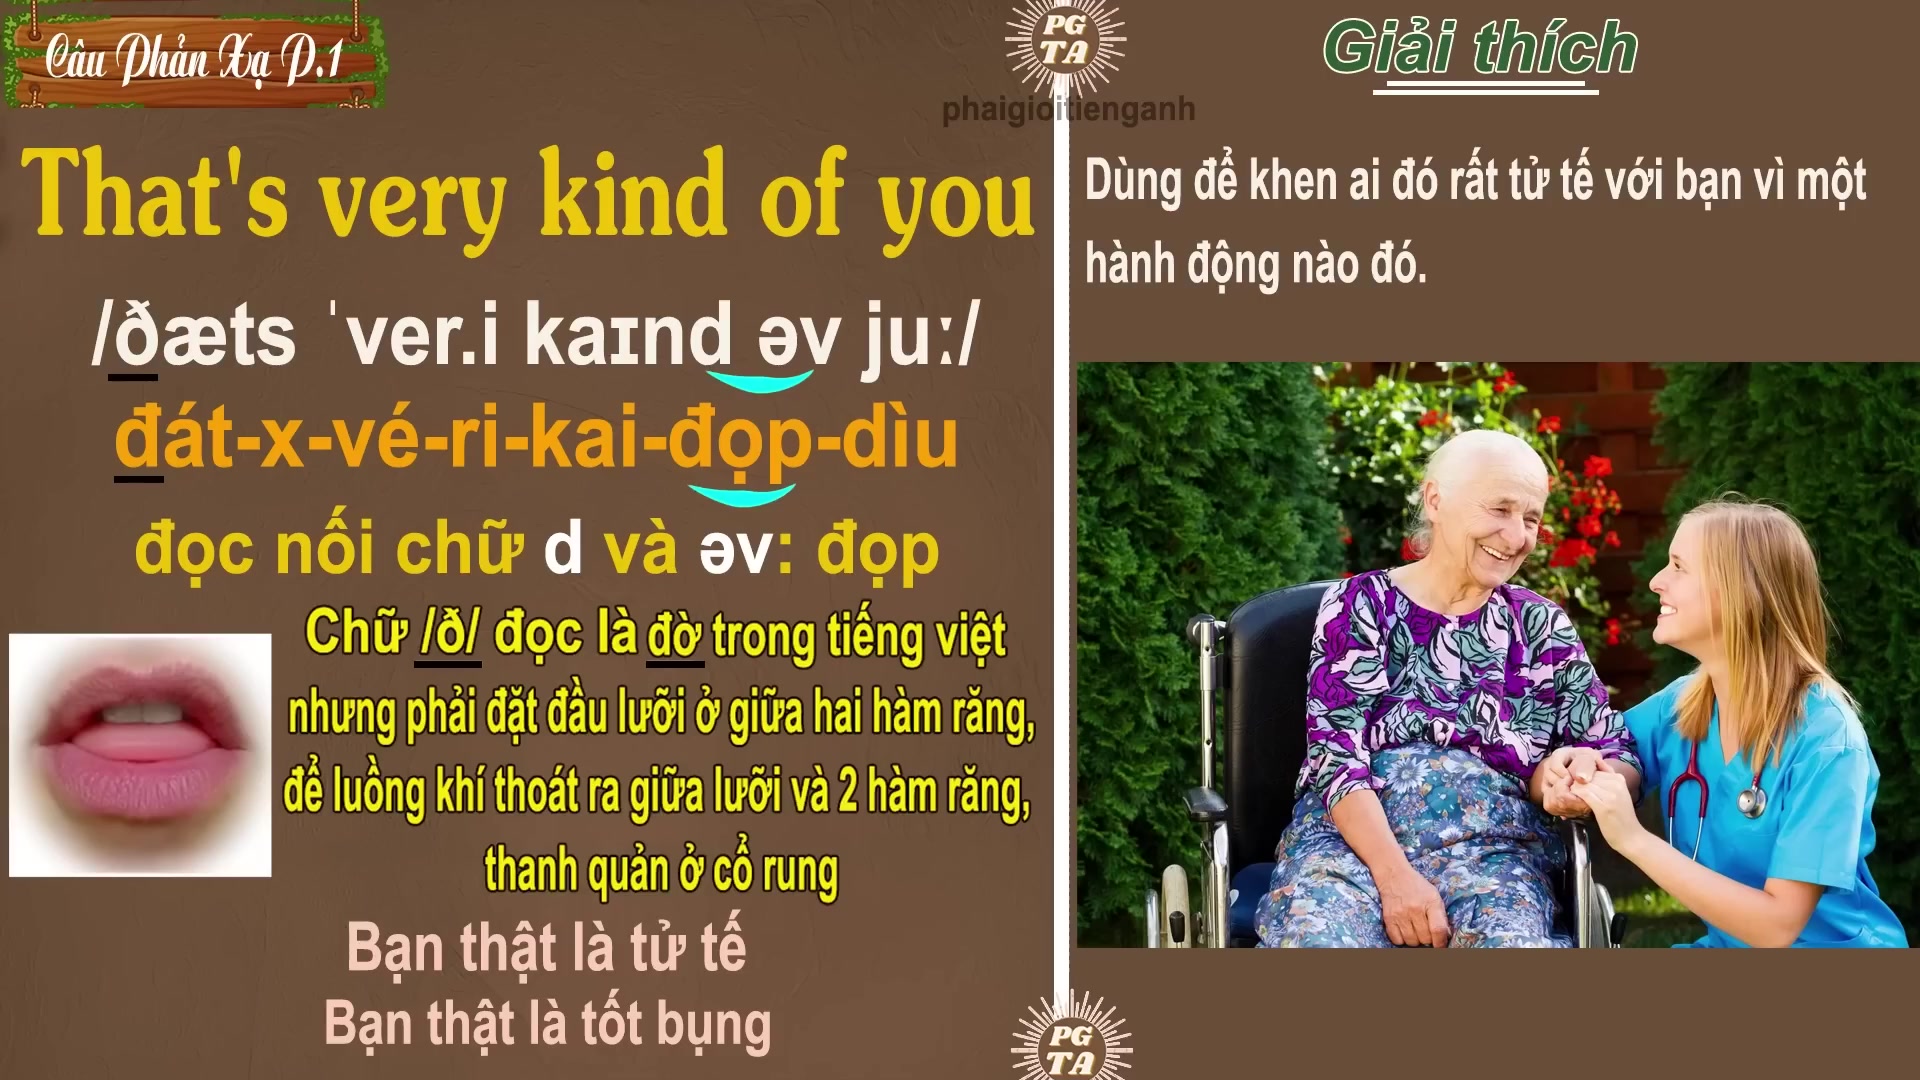 Câu Phản Xạ P.1
That's very kind of you
/ðæts ˈver.i kaɪnd əv juː/
đát-x-vé-ri-kai-đọp-dìu
đọc nối chữ d và əv: đọp
Chữ /ð/ đọc là đờ trong tiếng việt
nhưng phải đặt đầu lưỡi ở giữa hai hàm răng,
để luồng khí thoát ra giữa lưỡi và 2 hàm răng,
thanh quản ở cổ rung
Bạn thật là tử tế
Bạn thật là tốt bụng
PG
TA
phaigioitienganh
Giải thích
Dùng để khen ai đó rất tử tế với bạn vì một
hành động nào đó.
PG
TA